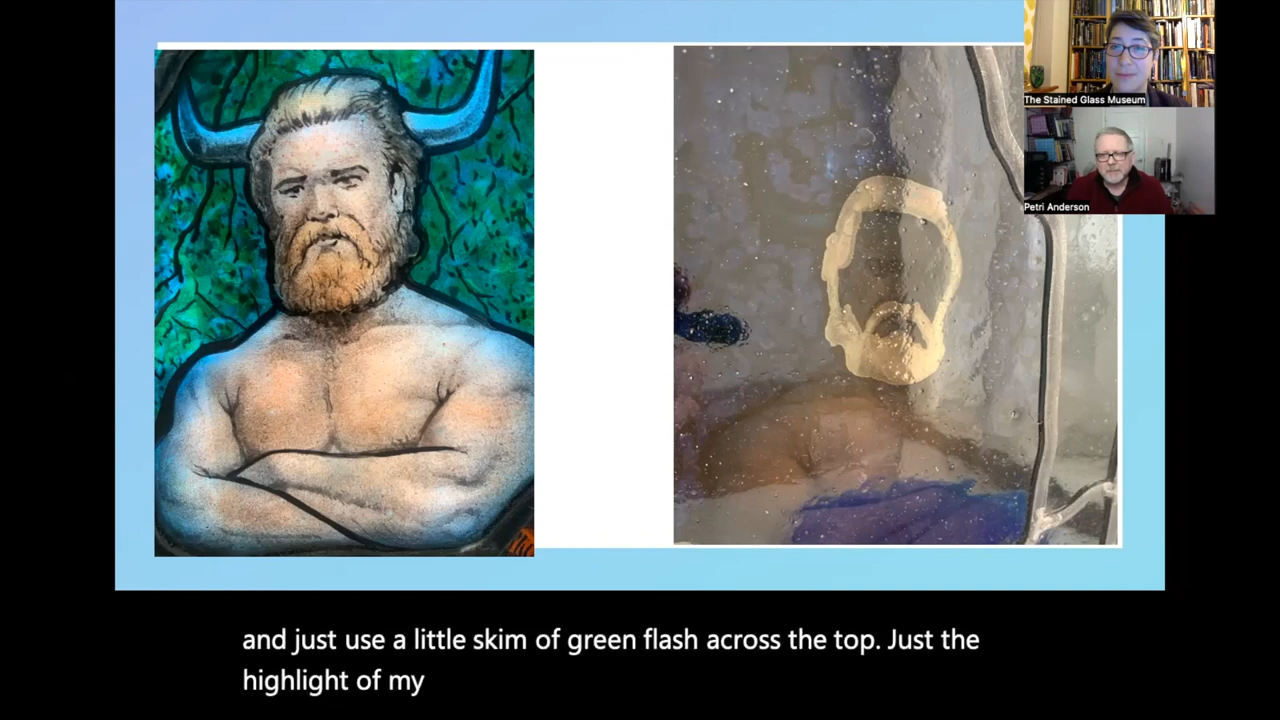 The Stained Glass Museum
Petri Anderson
and just use a little skim of green flash across the top. Just the
highlight of my